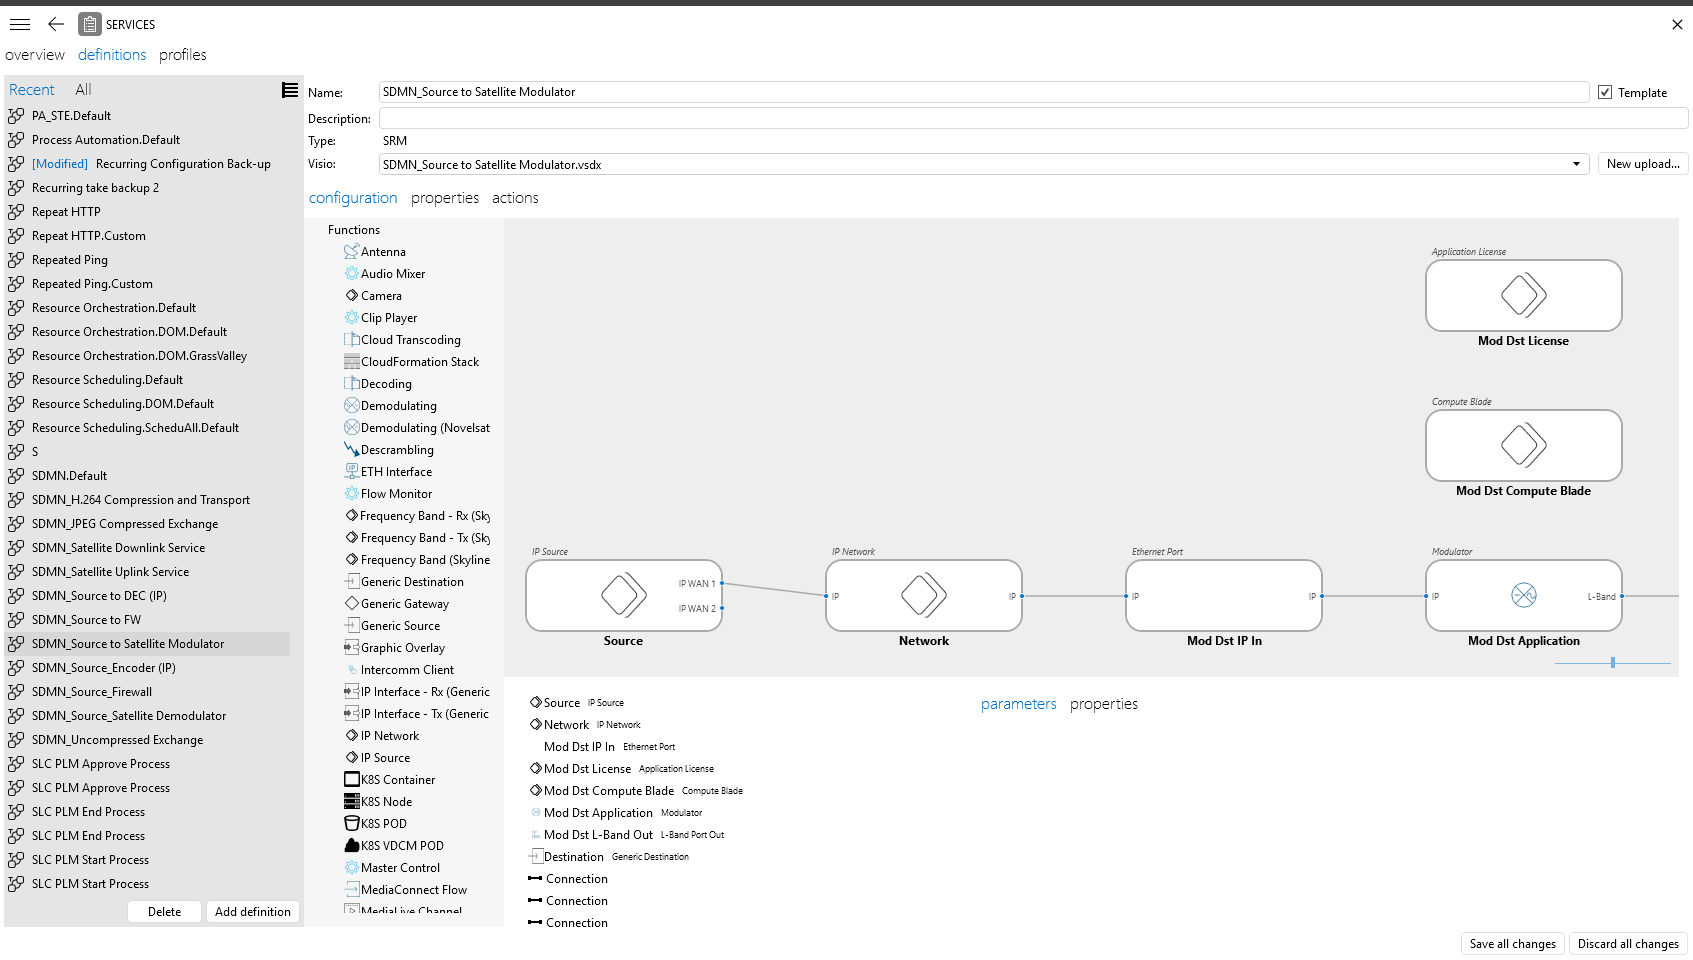 SERVICES
overview definitions profiles
Recent All
PA_STE.Default
Process Automation.Default
[Modified] Recurring Configuration Back-up
Recurring take backup 2
Repeat HTTP
Repeat HTTP.Custom
Repeated Ping
Repeated Ping.Custom
Resource Orchestration.Default
Resource Orchestration.DOM.Default
Resource Orchestration.DOM.GrassValley
Resource Scheduling.Default
Resource Scheduling.DOM.Default
Resource Scheduling.ScheduAll.Default
S
SDMN.Default
SDMN_H.264 Compression and Transport
SDMN_JPEG Compressed Exchange
SDMN_Satellite Downlink Service
SDMN_Satellite Uplink Service
SDMN_Source to DEC (IP)
SDMN_Source to FW
SDMN_Source to Satellite Modulator
SDMN_Source_Encoder (IP)
SDMN_Source_Firewall
SDMN_Source_Satellite Demodulator
SDMN_Uncompressed Exchange
SLC PLM Approve Process
SLC PLM Approve Process
SLC PLM End Process
SLC PLM End Process
SLC PLM Start Process
SLC PLM Start Process
Delete Add definition
Name: SDMN_Source to Satellite Modulator Template
Description:
Type: SRM
Visio: SDMN_Source to Satellite Modulator.vsdx New upload...
configuration properties actions
Functions
Antenna
Audio Mixer
Camera
Clip Player
Cloud Transcoding
CloudFormation Stack
Decoding
Demodulating
Demodulating (Novelsat
Descrambling
ETH Interface
Flow Monitor
Frequency Band - Rx (Sky
Frequency Band - Tx (Sky
Frequency Band (Skyline
Generic Destination
Generic Gateway
Generic Source
Graphic Overlay
Intercomm Client
IP Interface - Rx (Generic
IP Interface - Tx (Generic
IP Network
IP Source
K8S Container
K8S Node
K8S POD
K8S VDCM POD
Master Control
MediaConnect Flow
MediaLive Channel
Application License
Mod Dst License
Compute Blade
Mod Dst Compute Blade
IP Source
IP WAN 1
IP WAN 2
Source
IP Network
IP IP
Network
Ethernet Port
IP IP
Mod Dst IP In
Modulator
IP L-Band
Mod Dst Application
Source IP Source
Network IP Network
Mod Dst IP In Ethernet Port
Mod Dst License Application License
Mod Dst Compute Blade Compute Blade
Mod Dst Application Modulator
Mod Dst L-Band Out L-Band Port Out
Destination Generic Destination
Connection
Connection
Connection
parameters properties
Save all changes Discard all changes